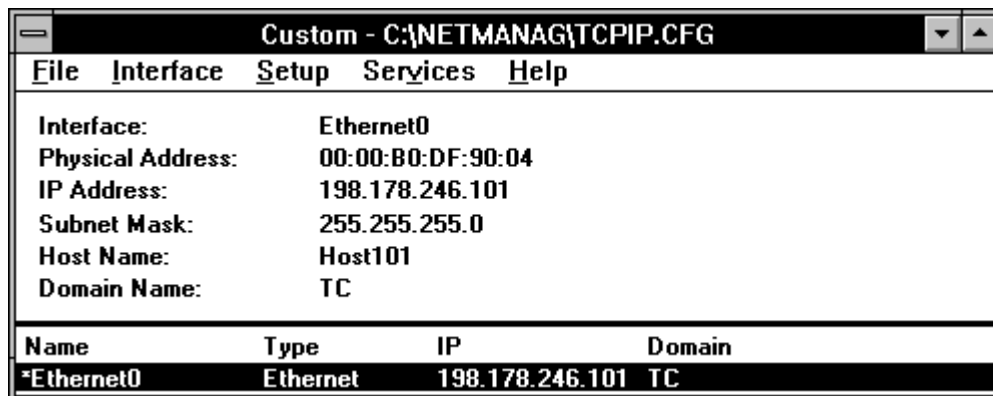 Custom - C:\NETMANAG\TCPIP.CFG
File Interface Setup Services Help
Interface: Ethernet0
Physical Address: 00:00:B0:DF:90:04
IP Address: 198.178.246.101
Subnet Mask: 255.255.255.0
Host Name: Host101
Domain Name: TC
Name Type IP Domain
*Ethernet0 Ethernet 198.178.246.101 TC